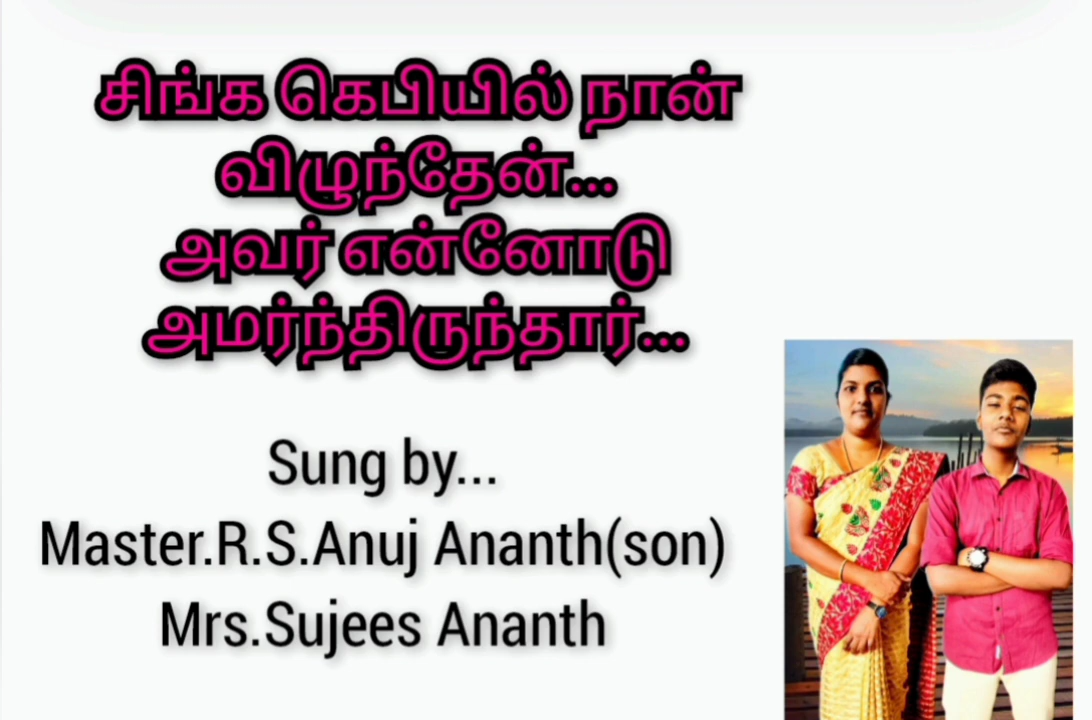 சிங்க கெபியில் நான்
விழுந்தேன்...
அவர் என்னோடு
அமர்ந்திருந்தார்...
Sung by...
Master.R.S.Anuj Ananth(son)
Mrs.Sujees Ananth